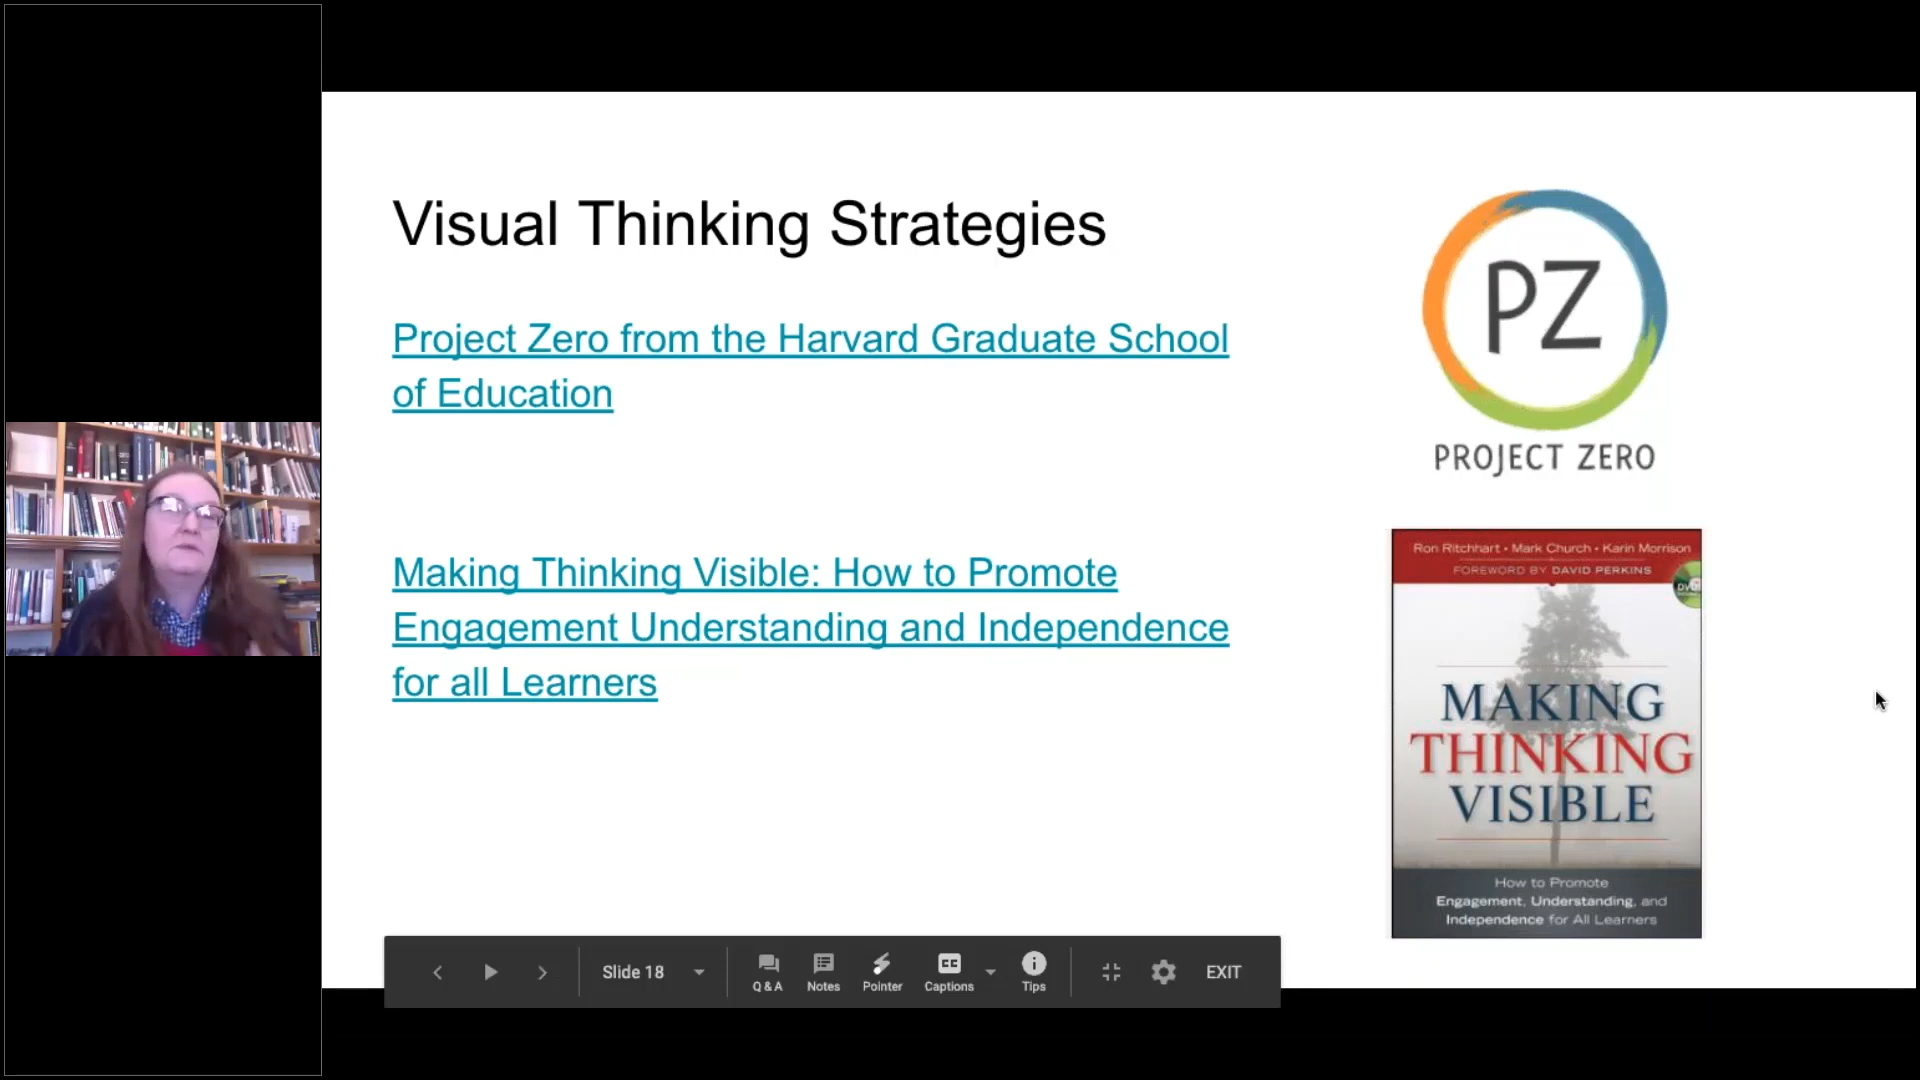 Visual Thinking Strategies
Project Zero from the Harvard Graduate School
of Education
Making Thinking Visible: How to Promote
Engagement Understanding and Independence
for all Learners
PZ
PROJECT ZERO
Ron Ritchhart • Mark Church • Karin Morrison
FOREWORD BY DAVID PERKINS
DVD
MAKING
THINKING
VISIBLE
How to Promote
Engagement, Understanding, and
Independence for All Learners
Slide 18
Q & A
Notes
Pointer
CC
Captions
Tips
EXIT